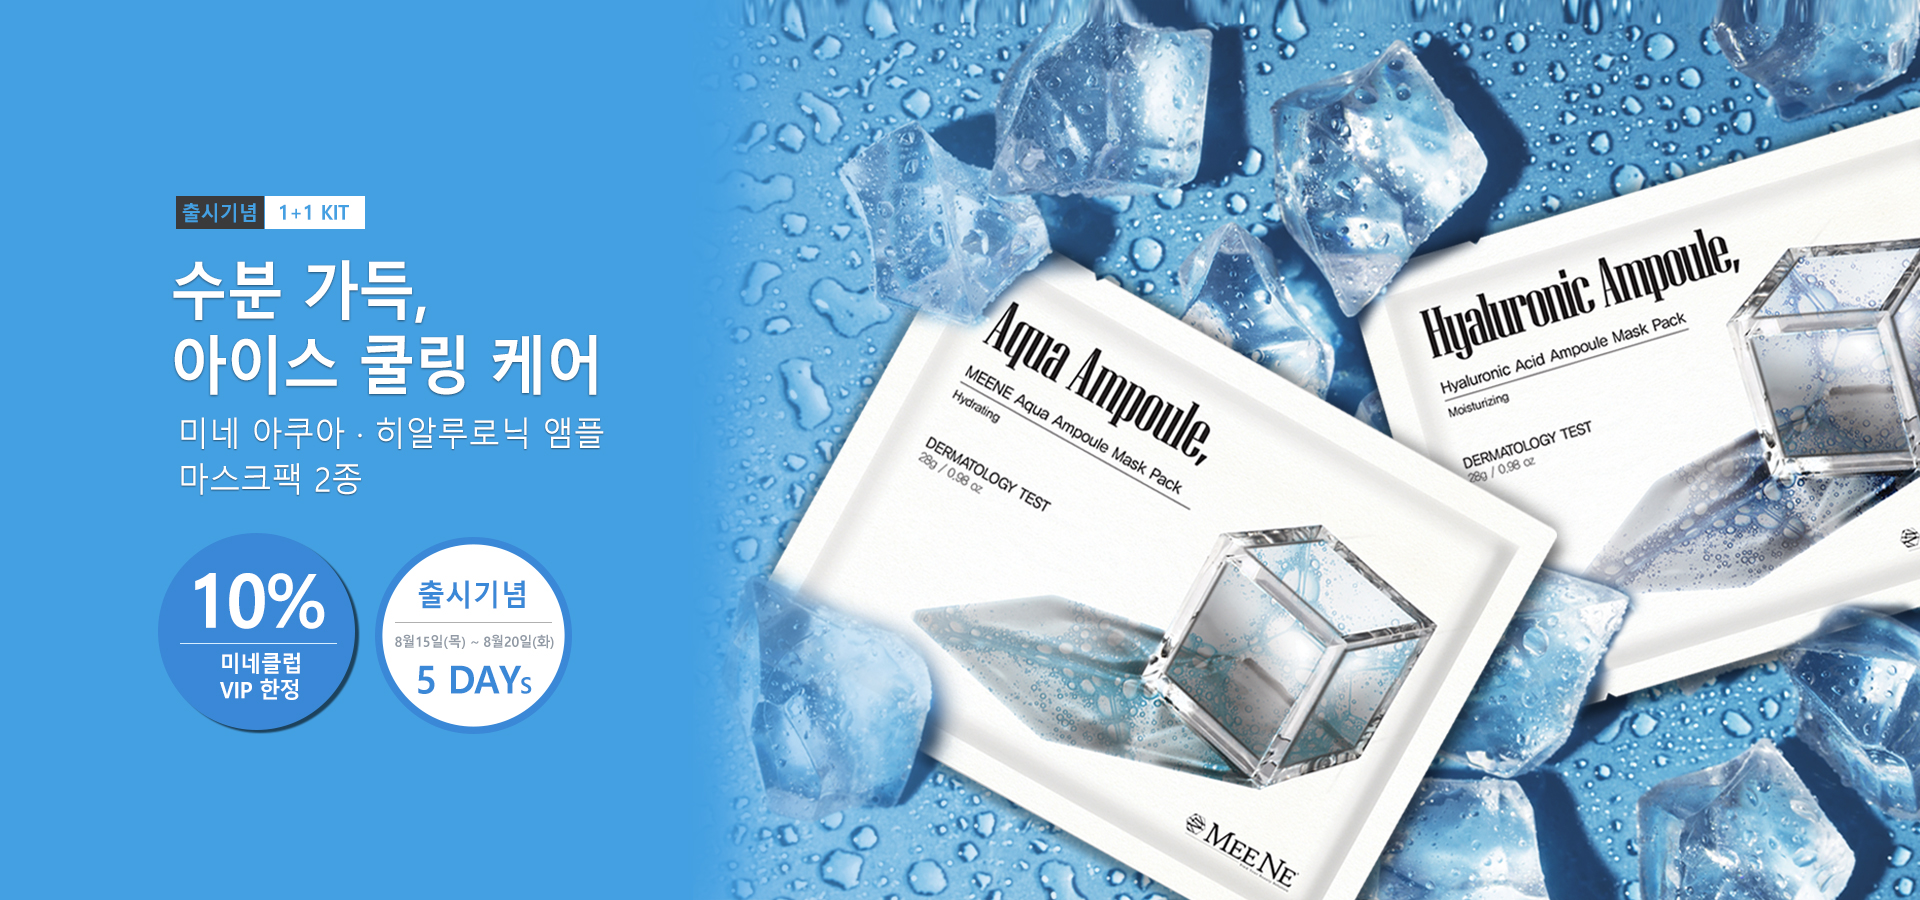 출시기념 1+1 KIT
수분 가득,
아이스 쿨링 케어
미네 아쿠아 · 히알루로닉 앰플
마스크팩 2종
10%
미네클럽
VIP 한정
출시기념
8월15일(목) ~ 8월20일(화)
5 DAYs
Aqua Ampoule,
MEENE Aqua Ampoule Mask Pack
Hydrating
DERMATOLOGY TEST
28g / 0.98 oz
MEENE
Hyaluronic Ampoule,
Hyaluronic Acid Ampoule Mask Pack
Moisturizing
DERMATOLOGY TEST
28g / 0.98 oz